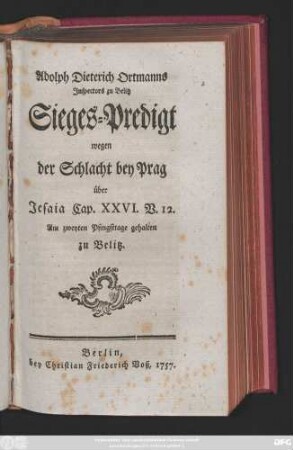 Adolph Dieterich Ortmanns
Inspectors zu Belitz
Sieges=Predigt
wegen
der Schlacht bey Prag
über
Jesaia Cap. XXVI. V. 12.
Am zweyten Pfingsttage gehalten
zu Belitz.
Berlin,
bey Christian Friederich Voß, 1757.